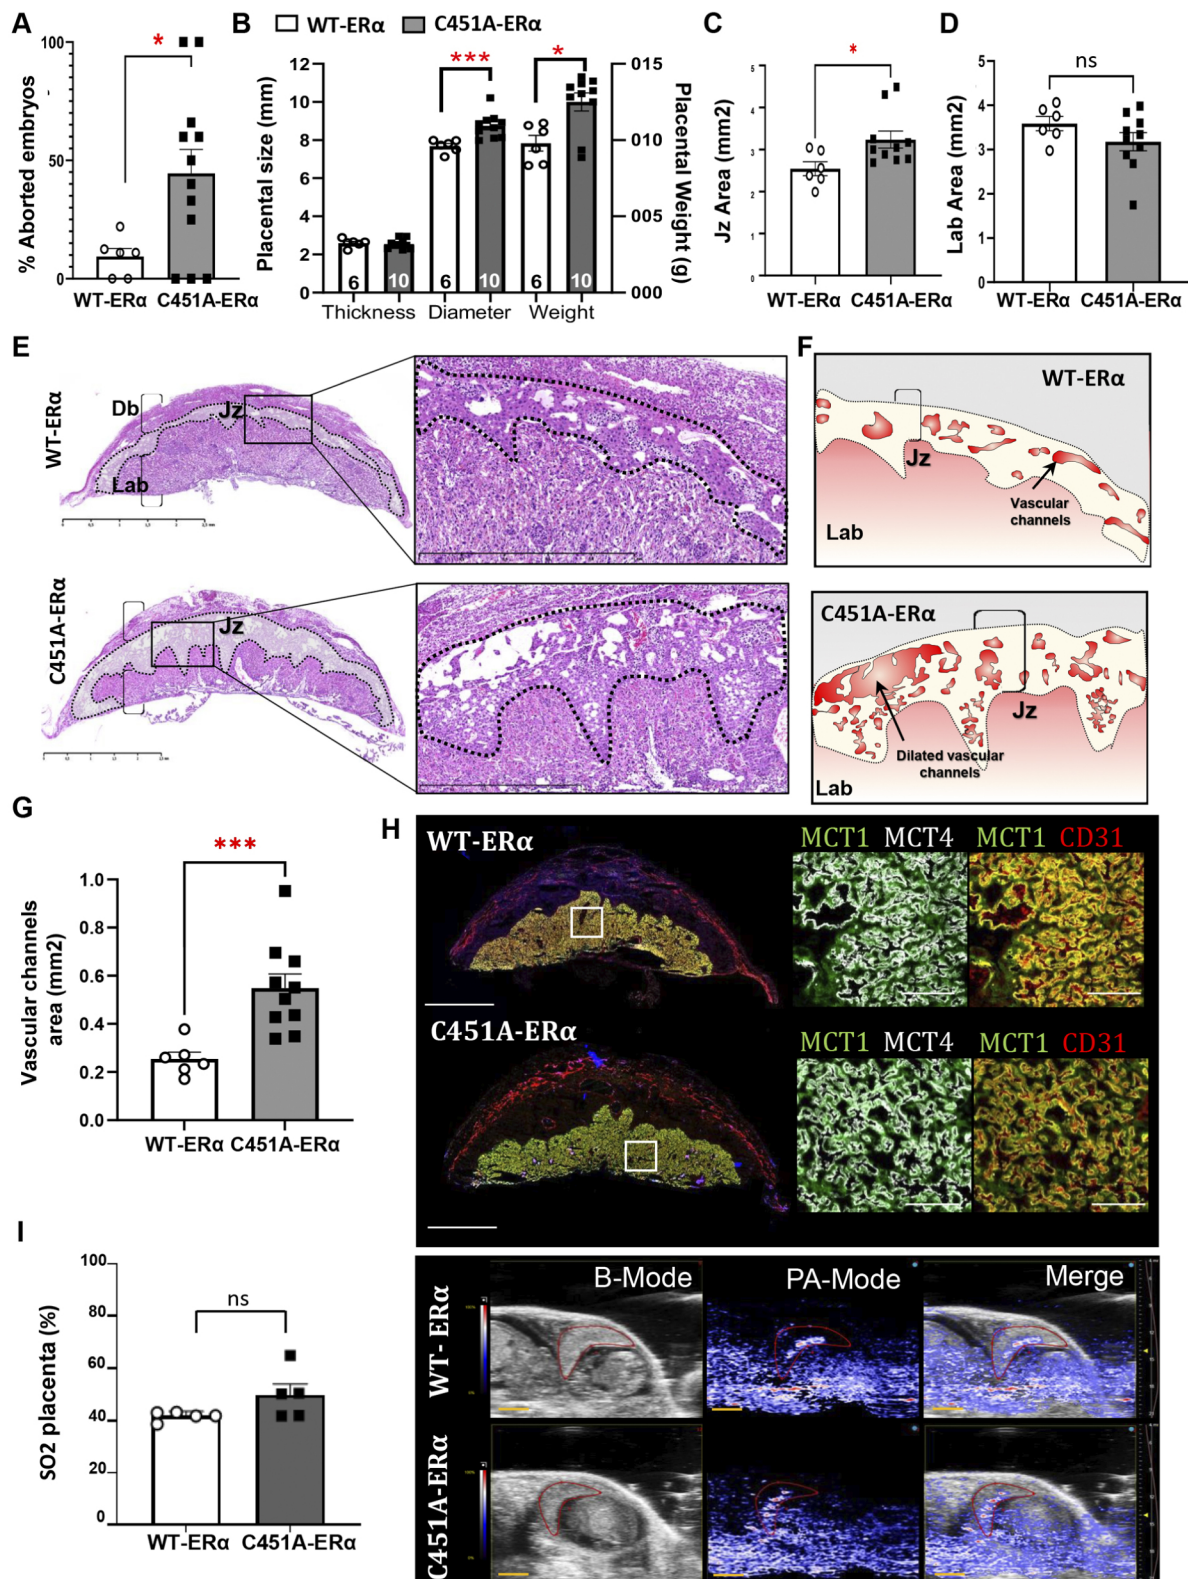 A
% Aborted embryos
100
50
0
*
WT-ERα C451A-ERα
B
WT-ERα C451A-ERα
Placental size (mm)
12
10
8
6
4
2
0
*** *
6 10 6 10 6 10
Thickness Diameter Weight
015
010
005
000
Placental Weight (g)
C
Jz Area (mm2)
5
4
3
2
1
0
*
WT-ERα C451A-ERα
D
Lab Area (mm2)
5
4
3
2
1
0
ns
WT-ERα C451A-ERα
E
WT-ERα
Db
Jz
Lab
C451A-ERα
Jz
F
WT-ERα
Jz
Vascular
channels
Lab
C451A-ERα
Jz
Dilated vascular
channels
Lab
G
Vascular channels
area (mm2)
1.0
0.8
0.6
0.4
0.2
0.0
***
WT-ERα C451A-ERα
H
WT-ERα
MCT1 MCT4 MCT1 CD31
C451A-ERα
MCT1 MCT4 MCT1 CD31
I
SO2 placenta (%)
100
80
60
40
20
0
ns
WT-ERα C451A-ERα
B-Mode PA-Mode Merge
WT- ERα
C451A-ERα